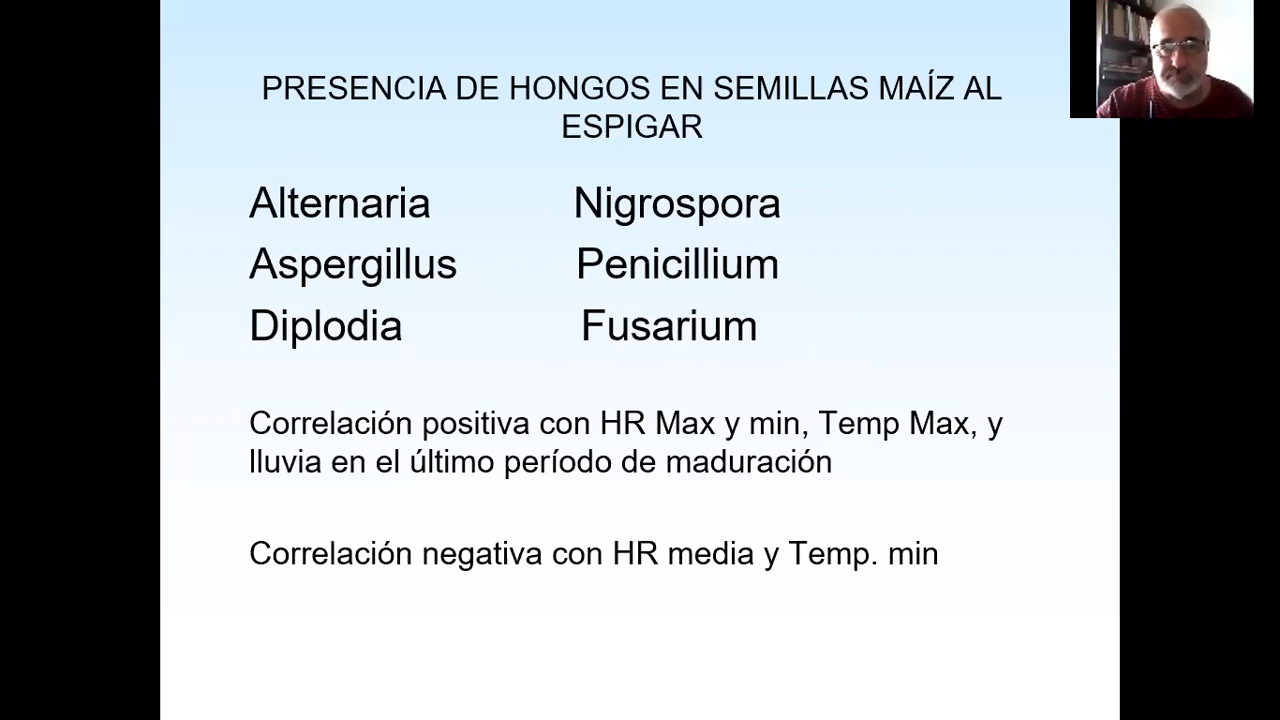 PRESENCIA DE HONGOS EN SEMILLAS MAÍZ AL
ESPIGAR
Alternaria Nigrospora
Aspergillus Penicillium
Diplodia Fusarium
Correlación positiva con HR Max y min, Temp Max, y
lluvia en el último período de maduración
Correlación negativa con HR media y Temp. min